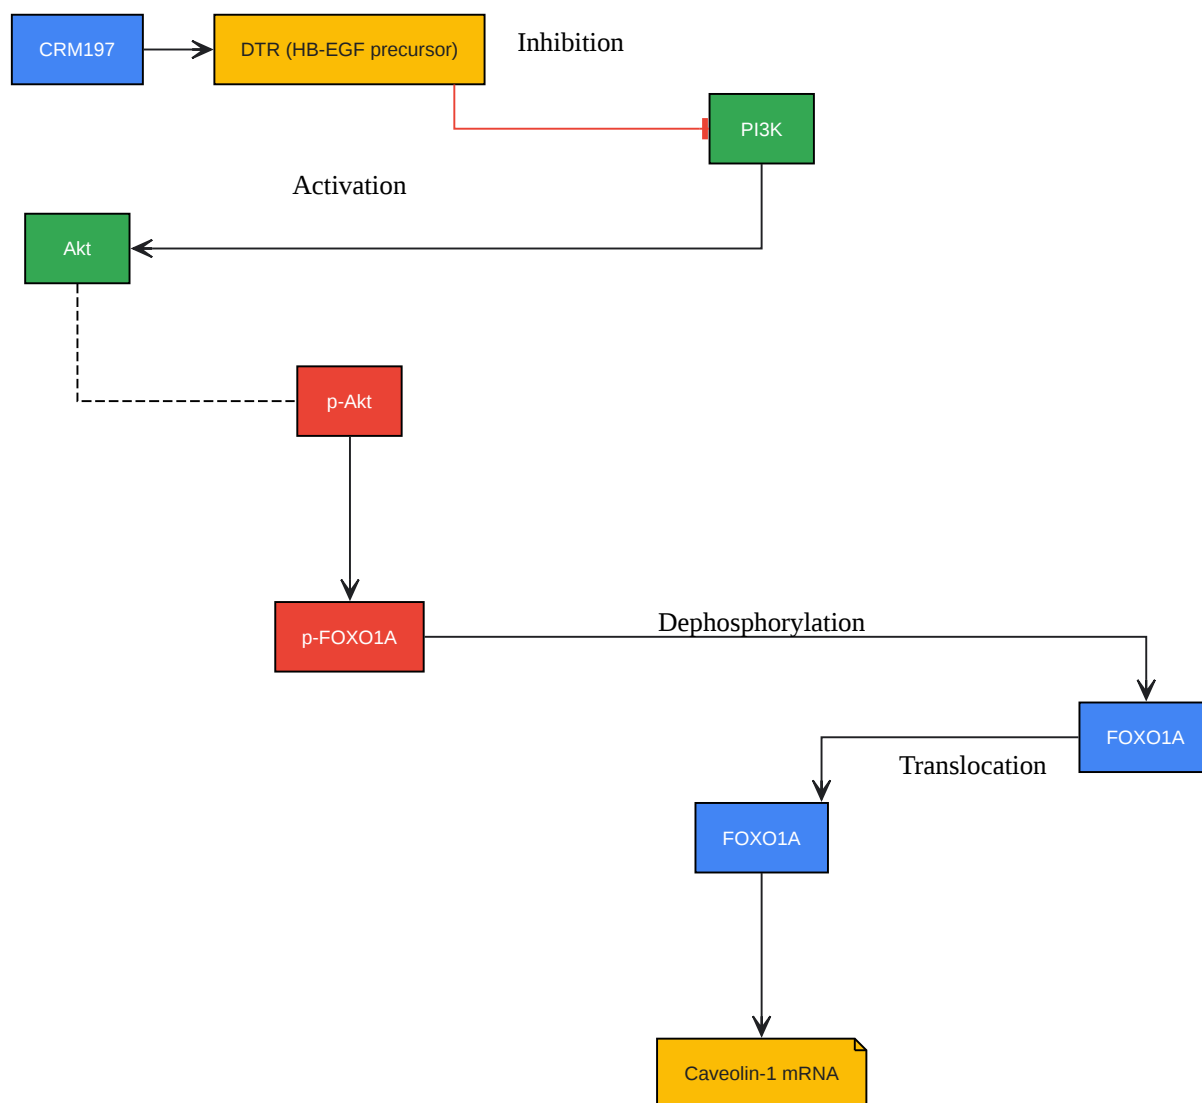 CRM197
DTR (HB-EGF precursor)
Inhibition
PI3K
Activation
Akt
p-Akt
p-FOXO1A
Dephosphorylation
FOXO1A
Translocation
FOXO1A
Caveolin-1 mRNA